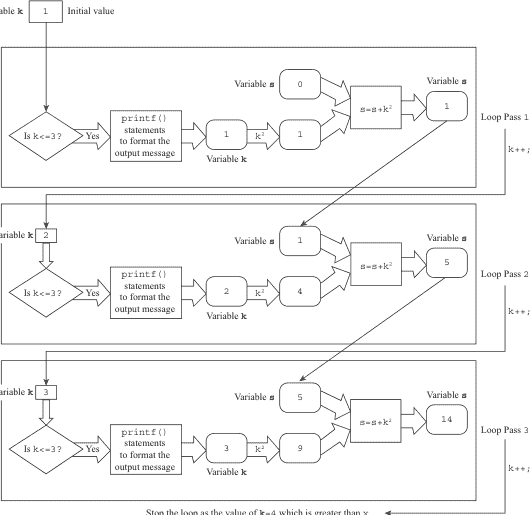 able k
1
Initial value
Variable s
0
s=s+k²
Variable s
1
Is k<=3?
Yes
printf()
statements
to format the
output message
1
k²
1
Variable k
Loop Pass 1
k++;
ariable k
2
Variable s
1
s=s+k²
Variable s
5
Is k<=3?
Yes
printf()
statements
to format the
output message
2
k²
4
Variable k
Loop Pass 2
k++;
ariable k
3
Variable s
5
s=s+k²
Variable s
14
Is k<=3?
Yes
printf()
statements
to format the
output message
3
k²
9
Variable k
Loop Pass 3
k++;
Stop the loop as the value of k=4 which is greater than